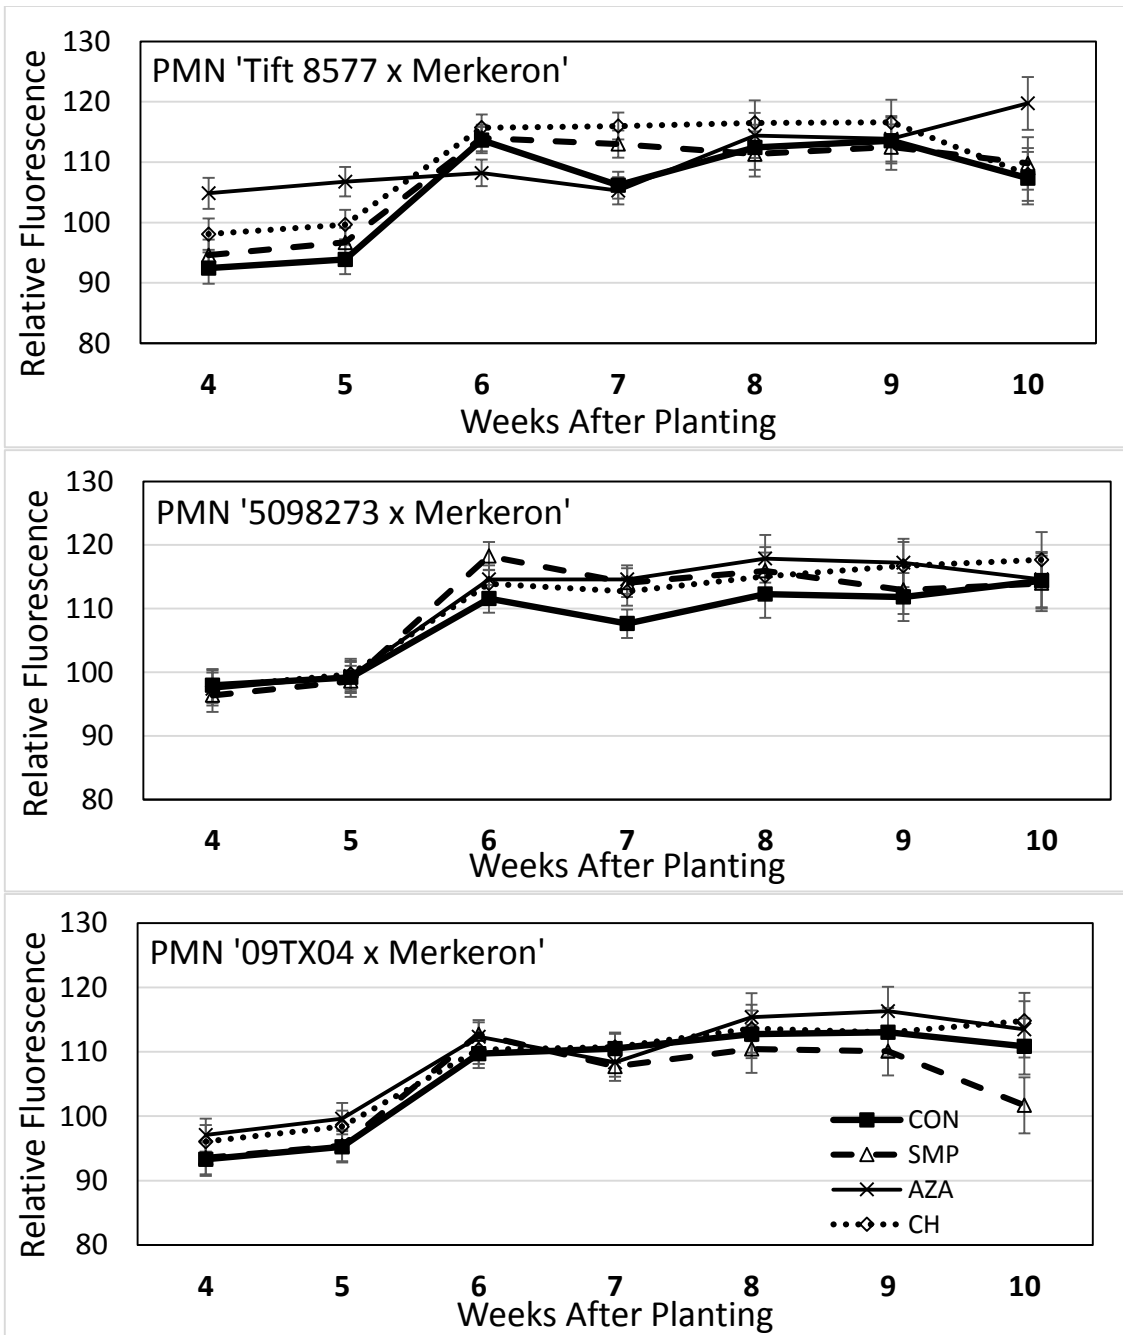 PMN 'Tift 8577 x Merkeron'
Relative Fluorescence
130
120
110
100
90
80
4 5 6 7 8 9 10
Weeks After Planting
PMN '5098273 x Merkeron'
Relative Fluorescence
130
120
110
100
90
80
4 5 6 7 8 9 10
Weeks After Planting
PMN '09TX04 x Merkeron'
Relative Fluorescence
130
120
110
100
90
80
CON
SMP
AZA
CH
4 5 6 7 8 9 10
Weeks After Planting